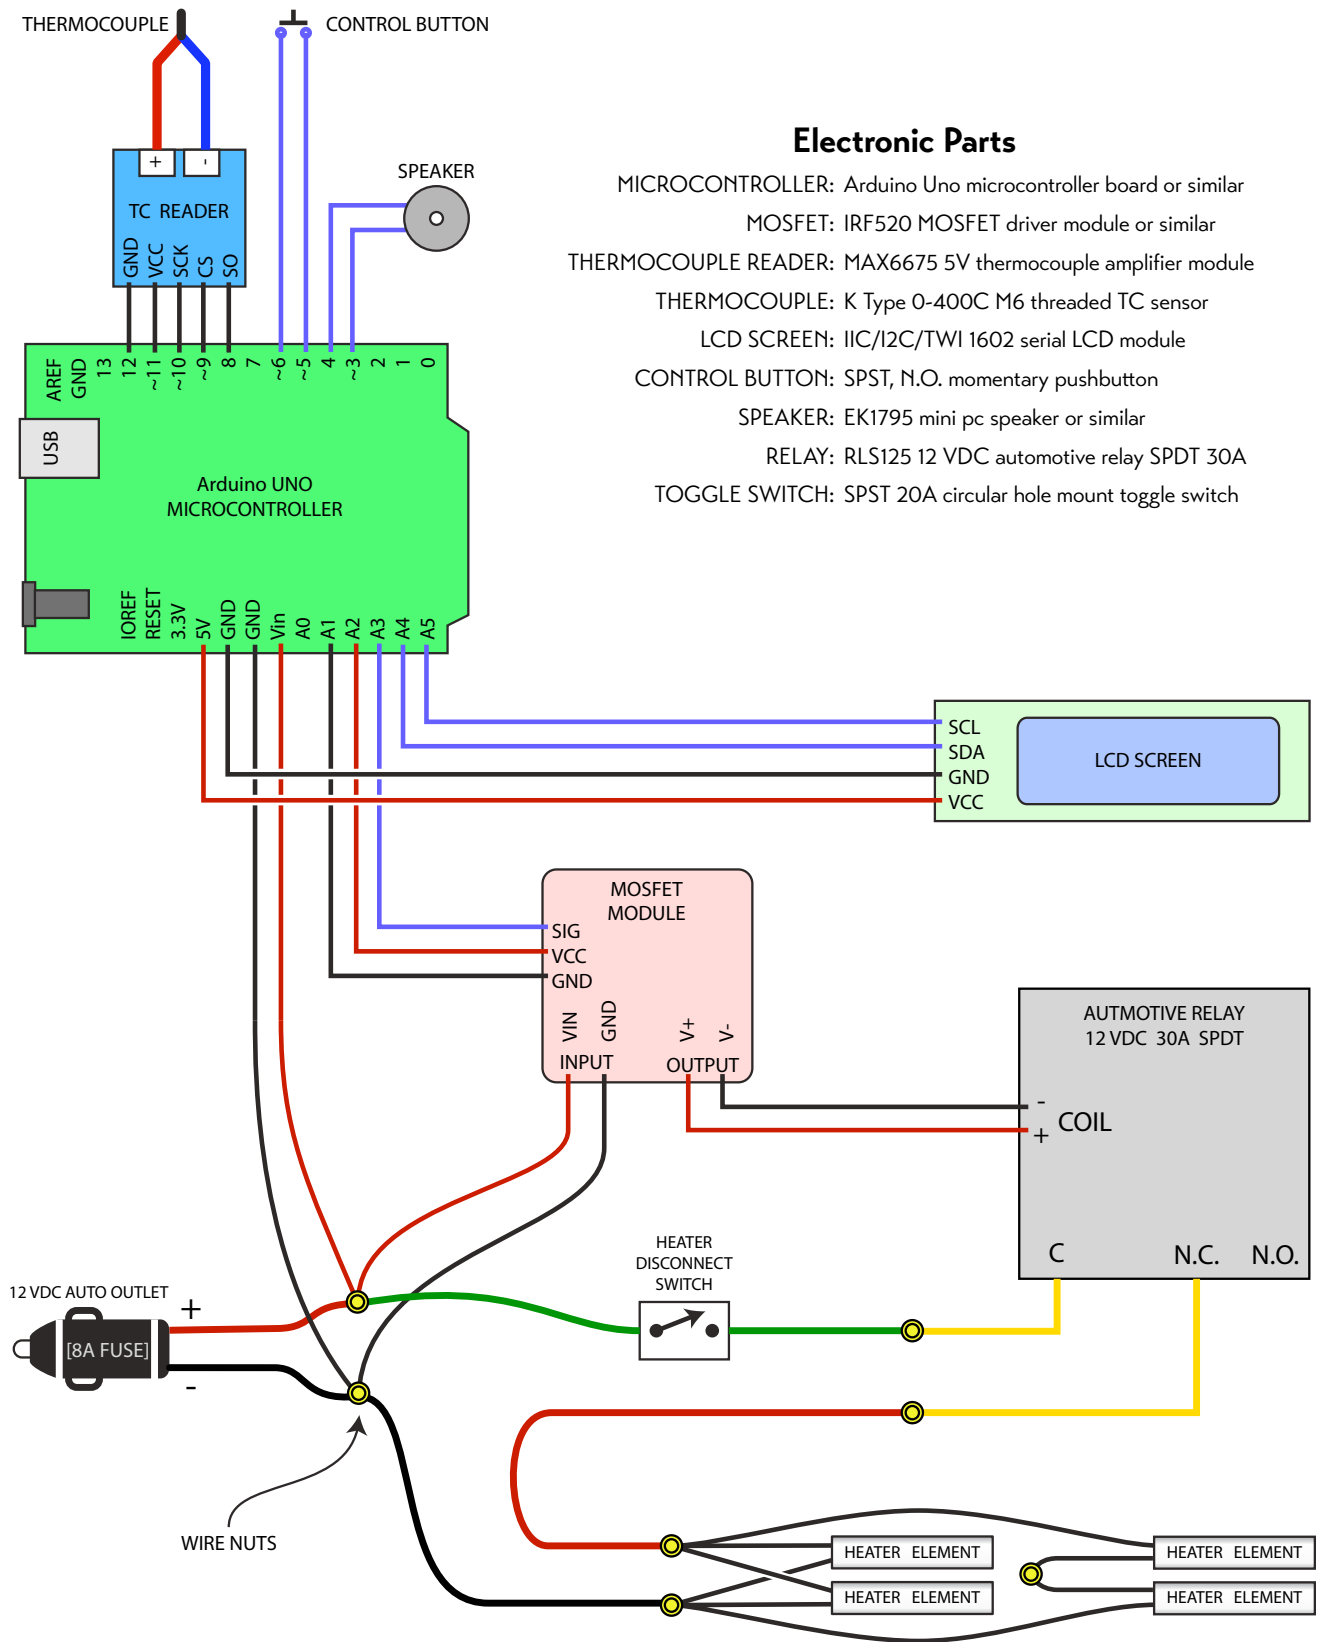 THERMOCOUPLE
CONTROL BUTTON
+
-
TC READER
GND
VCC
SCK
CS
SO
SPEAKER
Electronic Parts
MICROCONTROLLER: Arduino Uno microcontroller board or similar
MOSFET: IRF520 MOSFET driver module or similar
THERMOCOUPLE READER: MAX6675 5V thermocouple amplifier module
THERMOCOUPLE: K Type 0-400C M6 threaded TC sensor
LCD SCREEN: IIC/I2C/TWI 1602 serial LCD module
CONTROL BUTTON: SPST, N.O. momentary pushbutton
SPEAKER: EK1795 mini pc speaker or similar
RELAY: RLS125 12 VDC automotive relay SPDT 30A
TOGGLE SWITCH: SPST 20A circular hole mount toggle switch
AREF
GND
13
12
~11
~10
~9
8
7
~6
~5
4
~3
2
1
0
USB
Arduino UNO
MICROCONTROLLER
IOREF
RESET
3.3V
5V
GND
GND
Vin
A0
A1
A2
A3
A4
A5
SCL
SDA
GND
VCC
LCD SCREEN
MOSFET
MODULE
SIG
VCC
GND
VIN
GND
V+
V-
INPUT
OUTPUT
AUTMOTIVE RELAY
12 VDC 30A SPDT
-
+
COIL
C
N.C.
N.O.
HEATER
DISCONNECT
SWITCH
12 VDC AUTO OUTLET
+
[8A FUSE]
-
WIRE NUTS
HEATER ELEMENT
HEATER ELEMENT
HEATER ELEMENT
HEATER ELEMENT